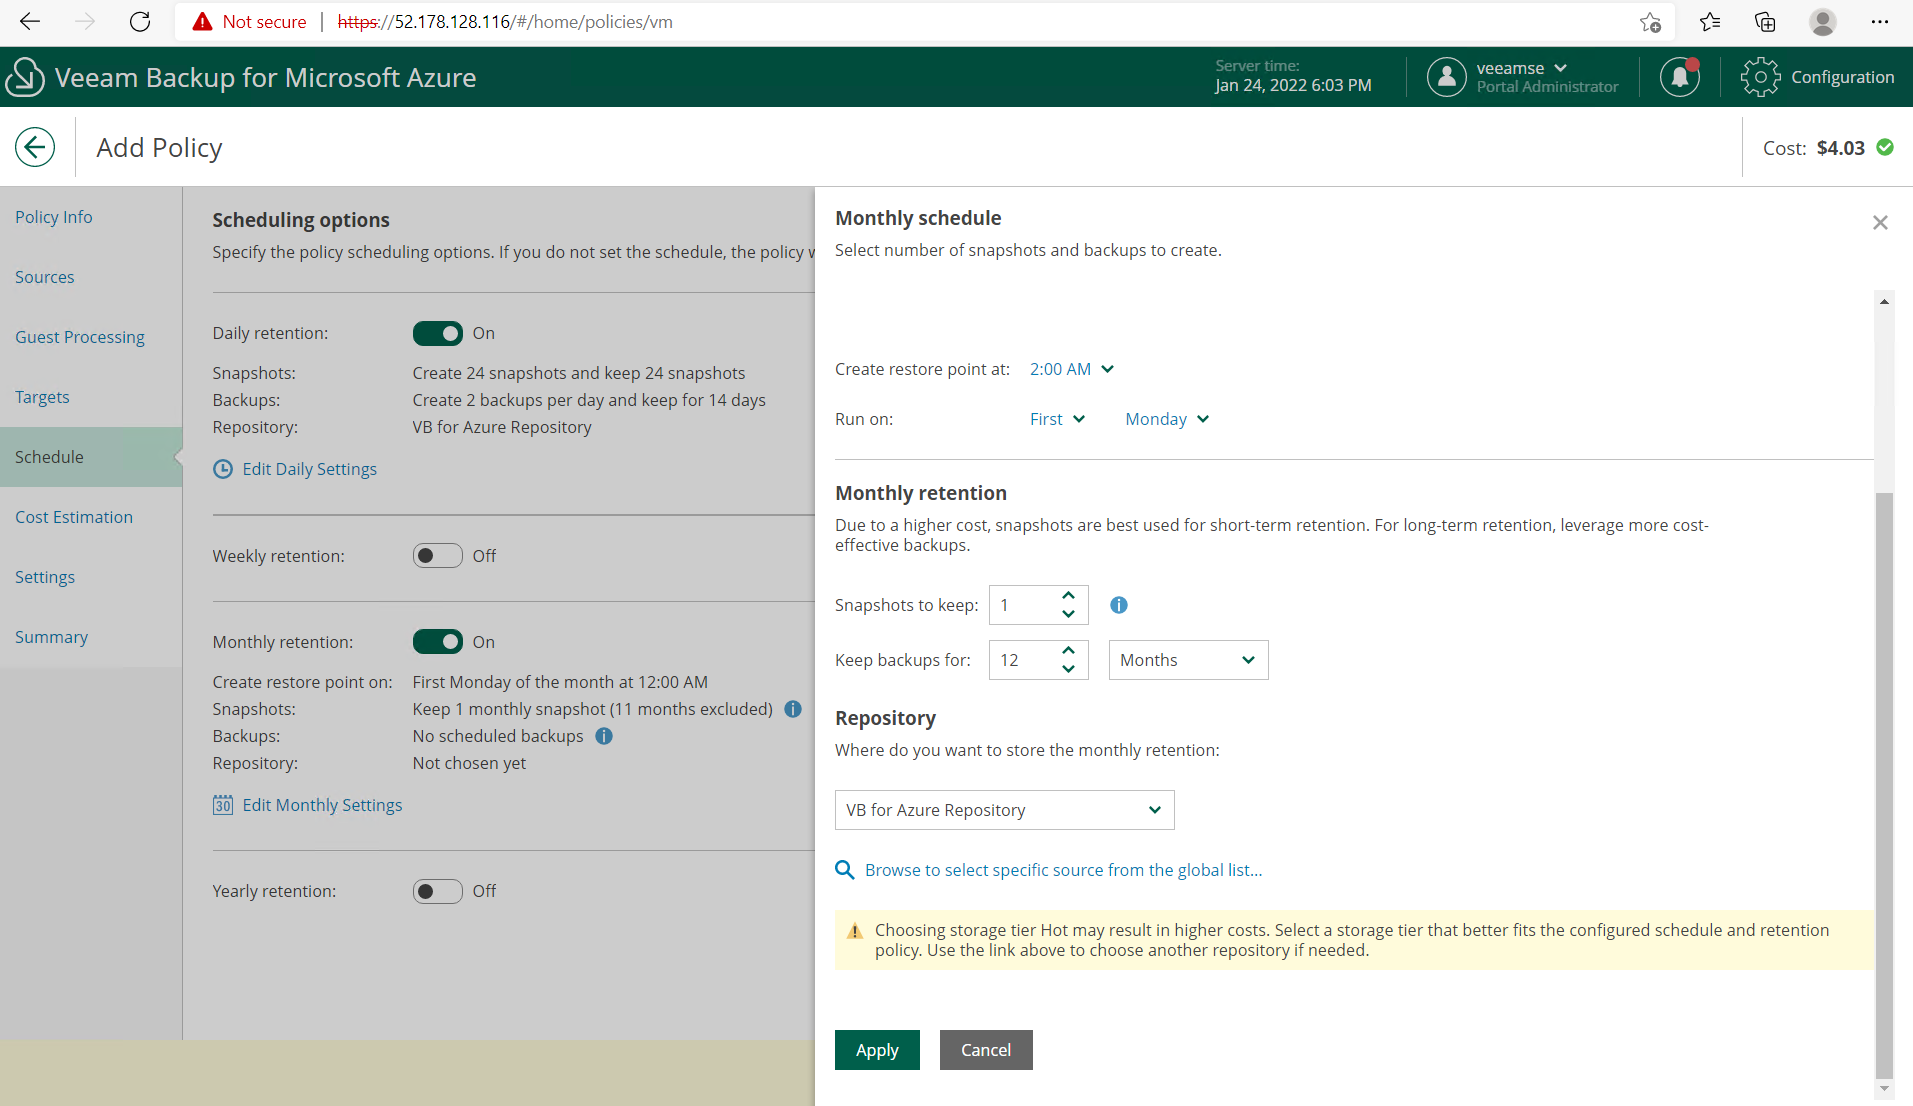 Not secure
https://52.178.128.116/#/home/policies/vm
Veeam Backup for Microsoft Azure
Server time:
Jan 24, 2022 6:03 PM
veeamse
Portal Administrator
Configuration
Add Policy
Cost: $4.03
Policy Info
Sources
Guest Processing
Targets
Schedule
Cost Estimation
Settings
Summary
Scheduling options
Specify the policy scheduling options. If you do not set the schedule, the policy
Daily retention: On
Snapshots: Create 24 snapshots and keep 24 snapshots
Backups: Create 2 backups per day and keep for 14 days
Repository: VB for Azure Repository
Edit Daily Settings
Weekly retention: Off
Monthly retention: On
Create restore point on: First Monday of the month at 12:00 AM
Snapshots: Keep 1 monthly snapshot (11 months excluded)
Backups: No scheduled backups
Repository: Not chosen yet
30 Edit Monthly Settings
Yearly retention: Off
Monthly schedule
Select number of snapshots and backups to create.
Create restore point at: 2:00 AM
Run on: First Monday
Monthly retention
Due to a higher cost, snapshots are best used for short-term retention. For long-term retention, leverage more cost-
effective backups.
Snapshots to keep: 1
Keep backups for: 12 Months
Repository
Where do you want to store the monthly retention:
VB for Azure Repository
Browse to select specific source from the global list...
Choosing storage tier Hot may result in higher costs. Select a storage tier that better fits the configured schedule and retention
policy. Use the link above to choose another repository if needed.
Apply
Cancel